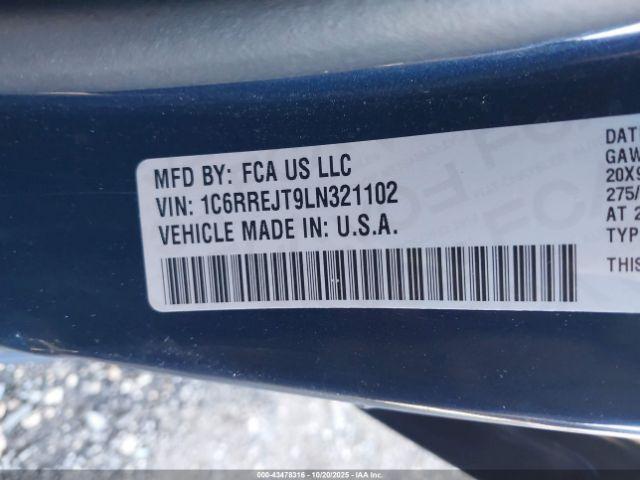 MFD BY: FCA US LLC
VIN: 1C6RREJT9LN321102
VEHICLE MADE IN: U.S.A.
DAT
GAW
20X9
275/
AT 2
TYP
THIS
000-43478316 - 10/20/2025 - IAA Corp.